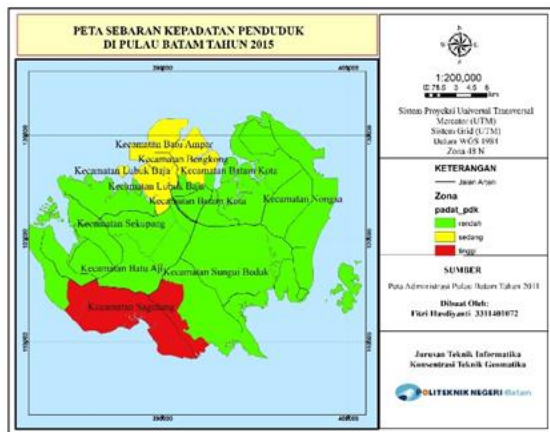 PETA SEBARAN KEPADATAN PENDUDUK
DI PULAU BATAM TAHUN 2015
Kecamatan Batu Ampar
Kecamatan Bengkong
Kecamatan Lubuk Baja
Kecamatan Batam Kota
Kecamatan Lubuk Baja
Kecamatan Batam Kota
Kecamatan Nongsa
Kecamatan Sekupang
Kecamatan Batu Aji
Kecamatan Sungai Beduk
Kecamatan Sagulung
1:200,000
km
Sistem Proyeksi Universal Transversal
Mercator (UTM)
Sistem Grid (UTM)
Datum WGS 1984
Zona 48 N
KETERANGAN
Jalan Arteri
Zona
padat_pdk
rendah
sedang
tinggi
SUMBER
Peta Administrasi Pulau Batam Tahun 2011
Dibuat Oleh:
Fitri Hasdiyanti 3311401072
Jurusan Teknik Informatika
Konsentrasi Teknik Geomatika
POLITEKNIK NEGERI Batam